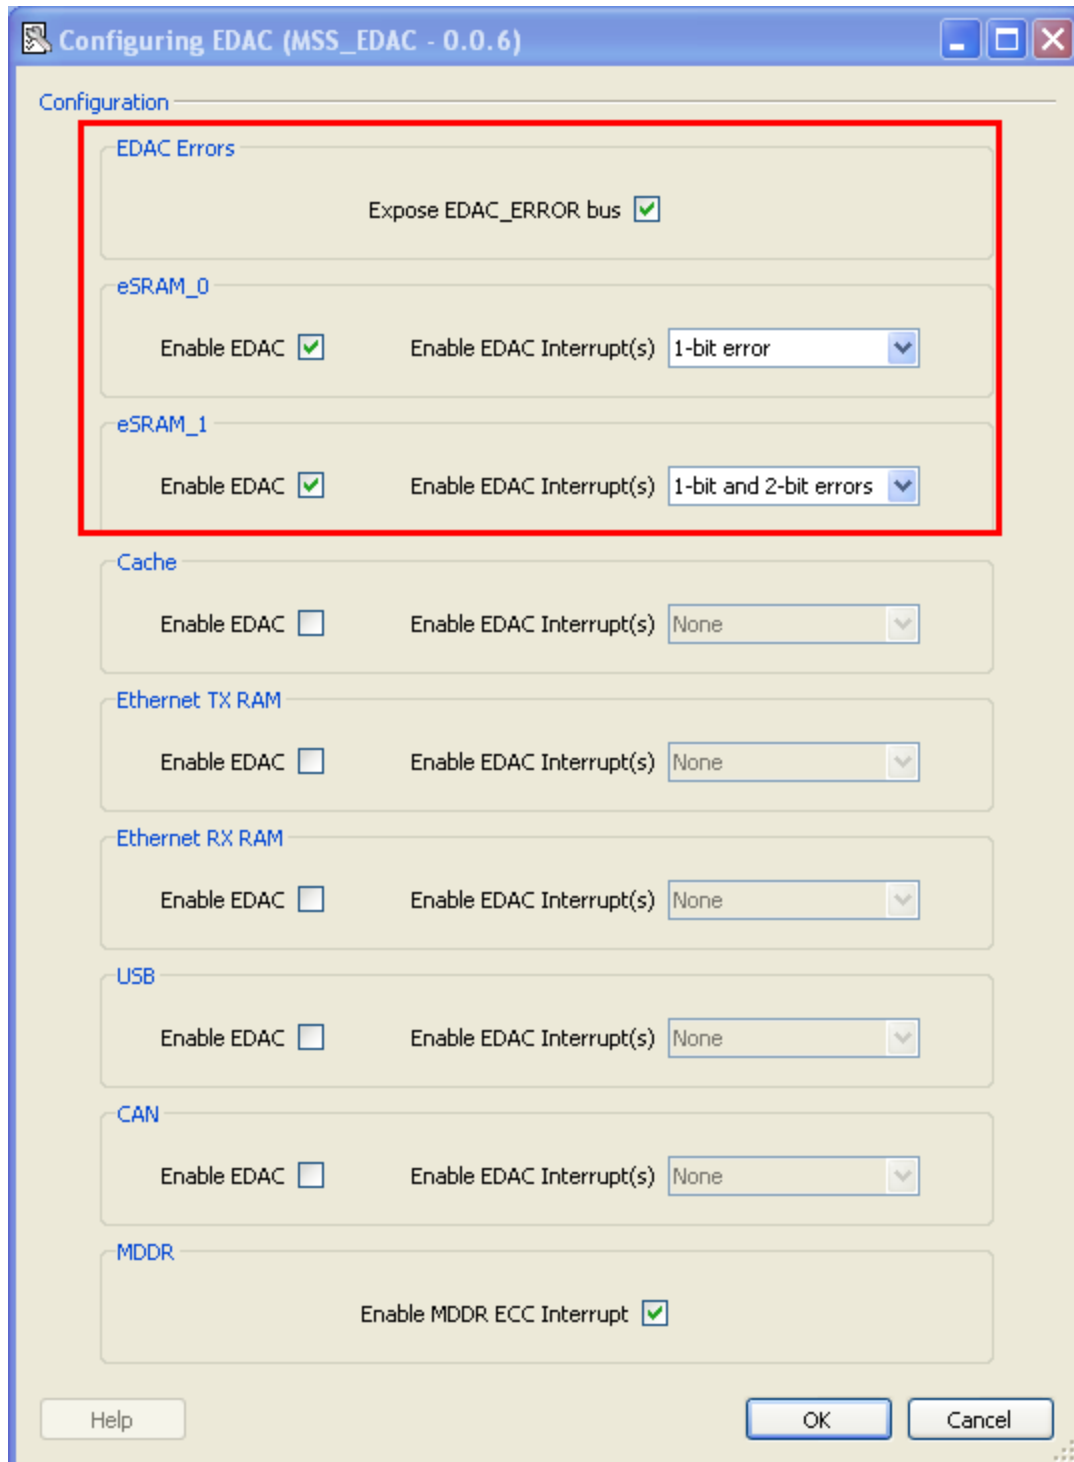 Configuring EDAC (MSS_EDAC - 0.0.6)
Configuration
EDAC Errors
Expose EDAC_ERROR bus
eSRAM_0
Enable EDAC Enable EDAC Interrupt(s) 1-bit error
eSRAM_1
Enable EDAC Enable EDAC Interrupt(s) 1-bit and 2-bit errors
Cache
Enable EDAC Enable EDAC Interrupt(s) None
Ethernet TX RAM
Enable EDAC Enable EDAC Interrupt(s) None
Ethernet RX RAM
Enable EDAC Enable EDAC Interrupt(s) None
USB
Enable EDAC Enable EDAC Interrupt(s) None
CAN
Enable EDAC Enable EDAC Interrupt(s) None
MDDR
Enable MDDR ECC Interrupt
Help OK Cancel